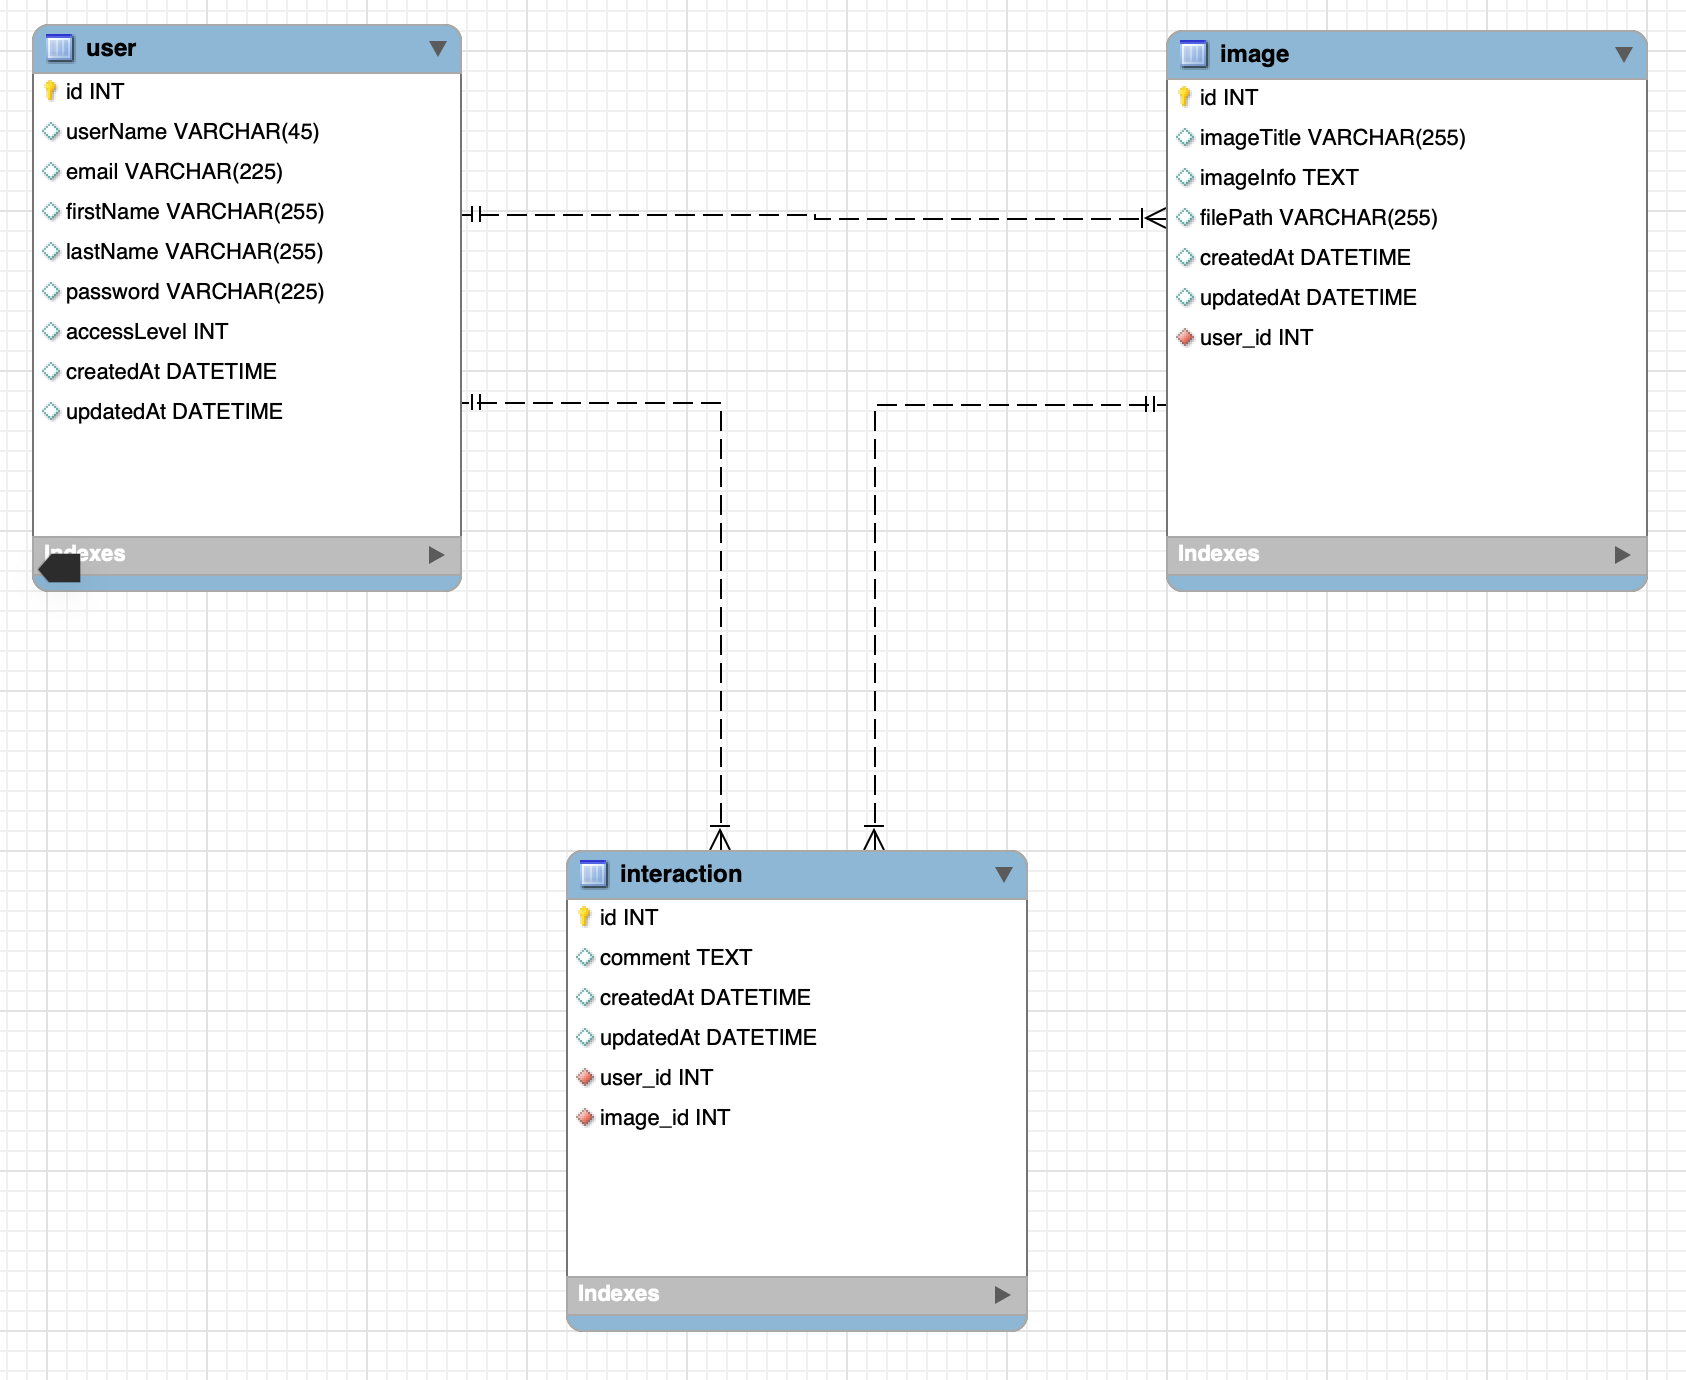 user
id INT
userName VARCHAR(45)
email VARCHAR(225)
firstName VARCHAR(255)
lastName VARCHAR(255)
password VARCHAR(225)
accessLevel INT
createdAt DATETIME
updatedAt DATETIME
Indexes
image
id INT
imageTitle VARCHAR(255)
imageInfo TEXT
filePath VARCHAR(255)
createdAt DATETIME
updatedAt DATETIME
user_id INT
Indexes
interaction
id INT
comment TEXT
createdAt DATETIME
updatedAt DATETIME
user_id INT
image_id INT
Indexes